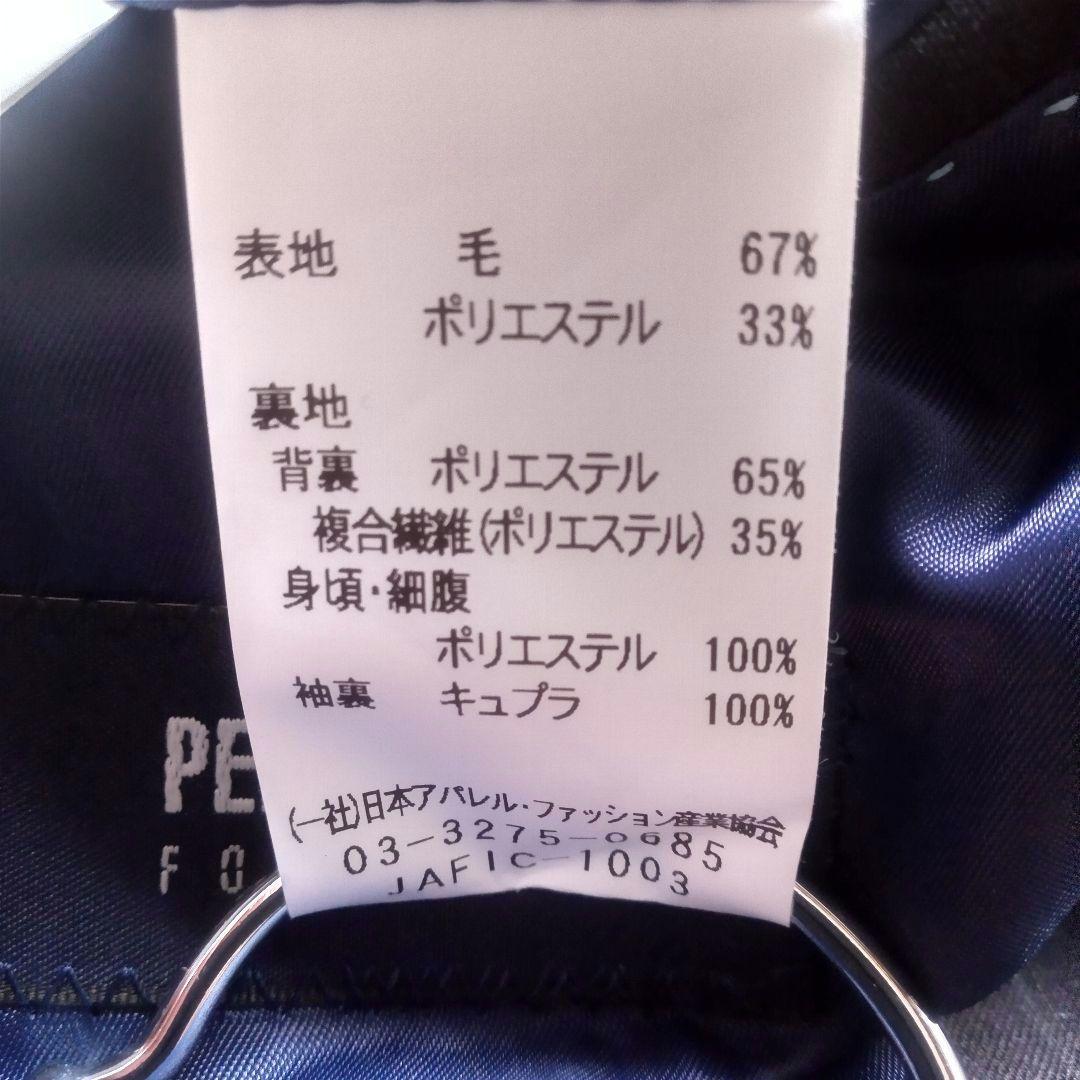 表地 毛 67%
ポリエステル 33%
裏地
背裏 ポリエステル 65%
複合繊維(ポリエステル) 35%
身頃・細腹
ポリエステル 100%
袖裏 キュプラ 100%
(一社)日本アパレル・ファッション産業協会
03-3275-0685
JAFIC-1003